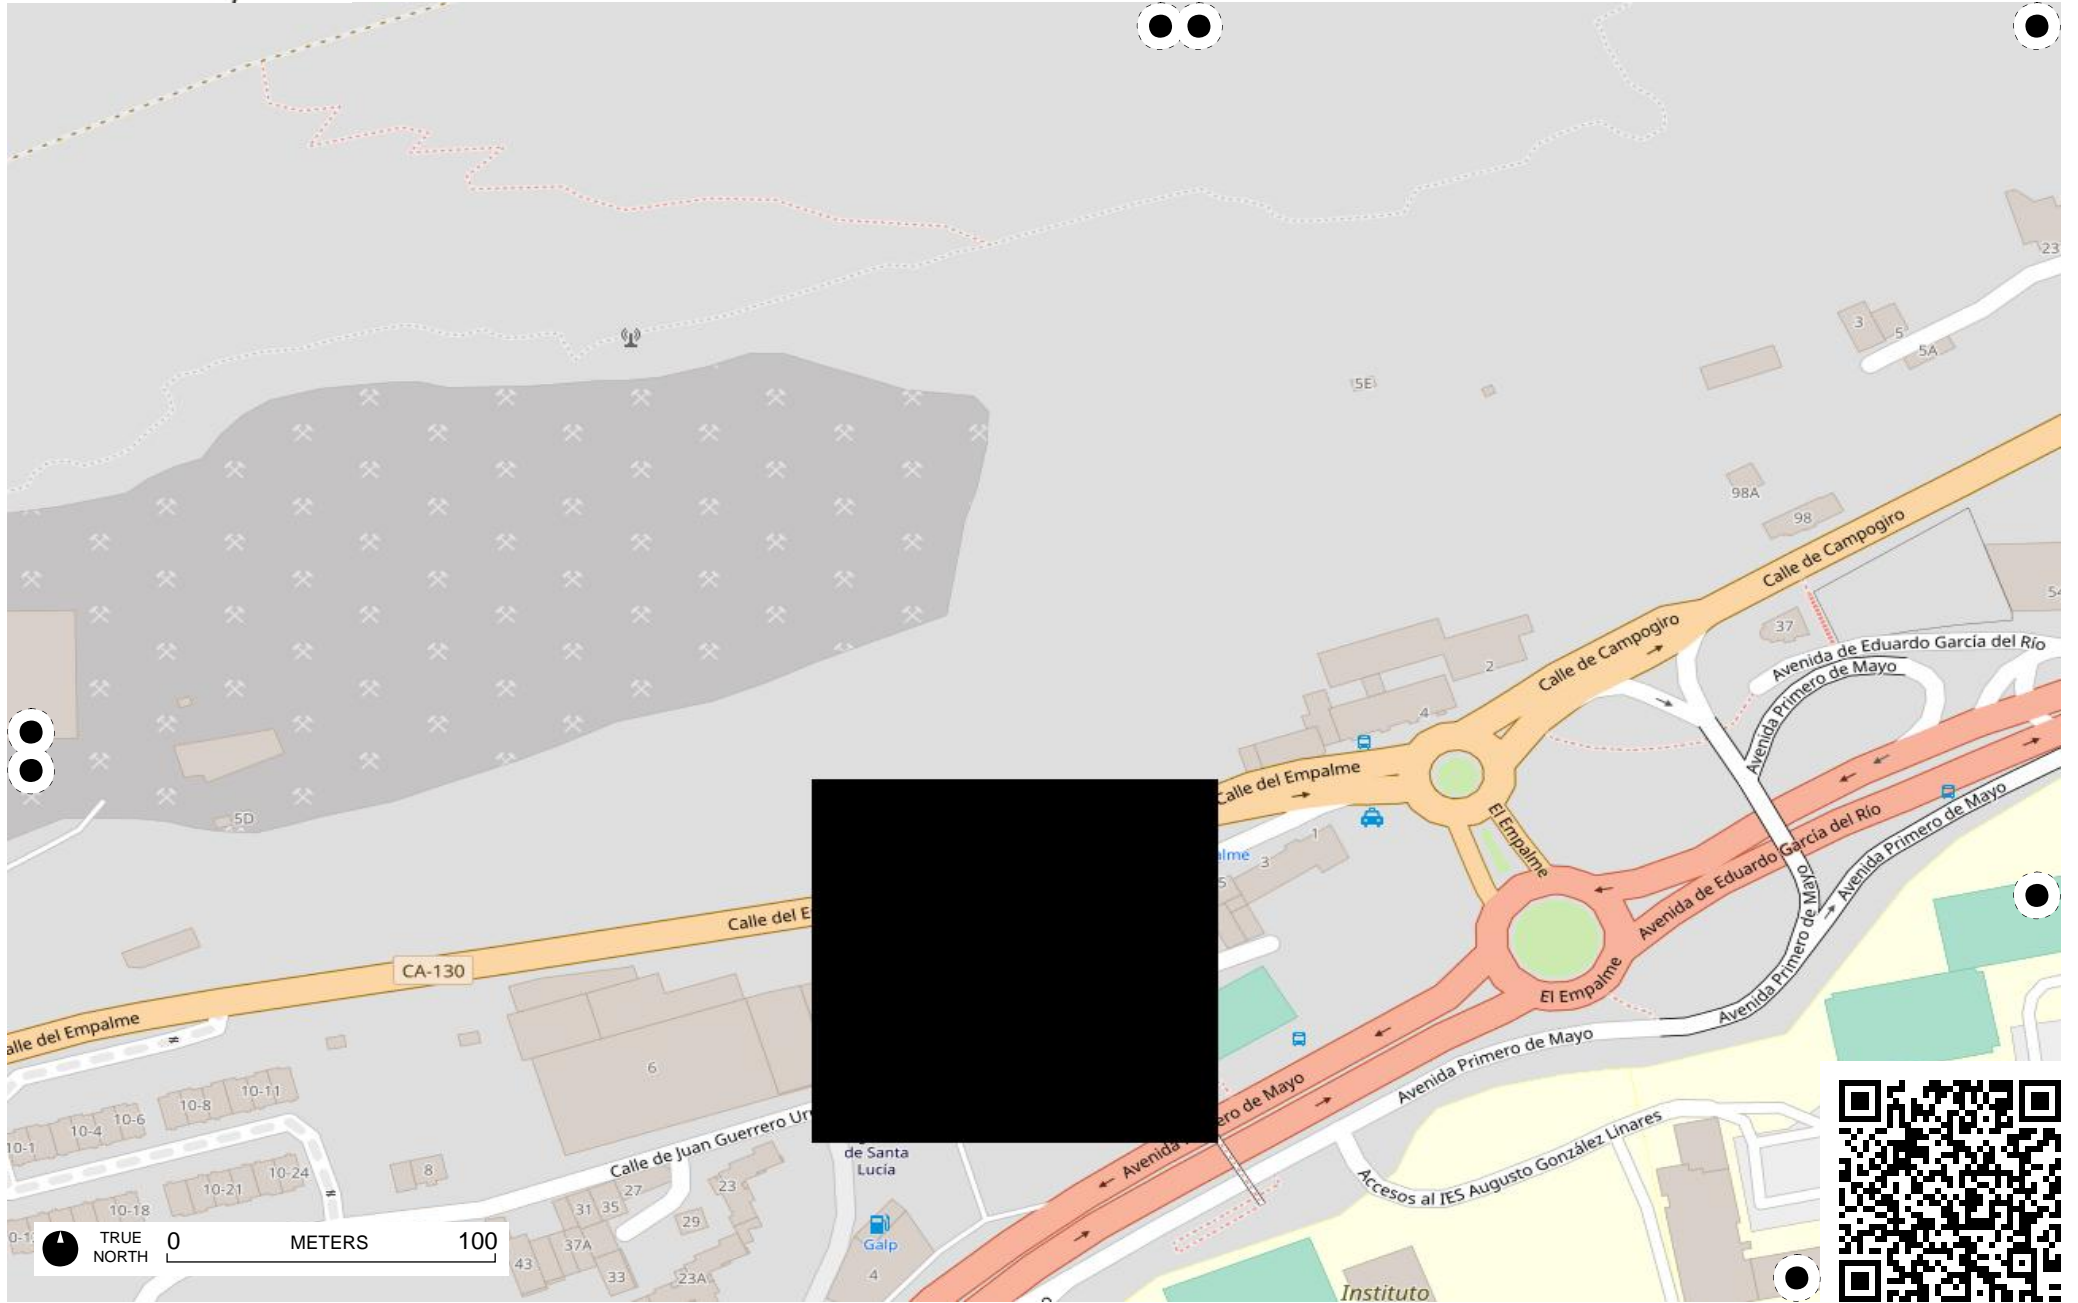 23
3
5
5A
5E
98A
98
Calle de Campogiro
54
37
Calle de Campogiro
2
Avenida de Eduardo García del Río
Avenida Primero de Mayo
4
Calle del Empalme
El Empalme
Avenida Primero de Mayo
5D
1
3
5
Avenida de Eduardo García del Río
Avenida Primero de Mayo
Calle del E
CA-130
El Empalme
alle del Empalme
Avenida Primero de Mayo
6
Avenida Primero de Mayo
10-11
10-8
10-6
10-4
10-1
ero de Mayo
Calle de Juan Guerrero Ur
de Santa
Lucía
Avenida
Accesos al IES Augusto González Linares
8
10-24
10-21
10-18
27
23
31
35
29
37A
43
33
23A
Galp
4
Instituto
TRUE
NORTH
0
METERS
100